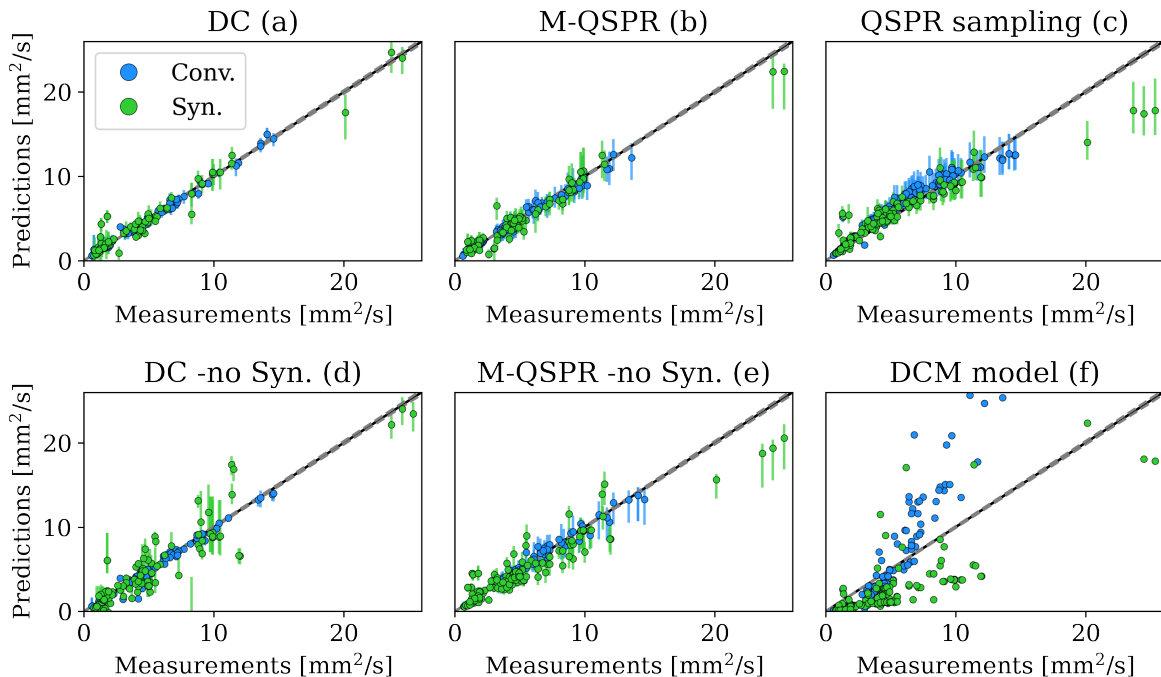 DC (a)
M-QSPR (b)
QSPR sampling (c)
Predictions [mm²/s]
20
10
0
Conv.
Syn.
0 10 20
0 10 20
0 10 20
Measurements [mm²/s]
Measurements [mm²/s]
Measurements [mm²/s]
DC -no Syn. (d)
M-QSPR -no Syn. (e)
DCM model (f)
Predictions [mm²/s]
20
10
0
0 10 20
0 10 20
0 10 20
Measurements [mm²/s]
Measurements [mm²/s]
Measurements [mm²/s]